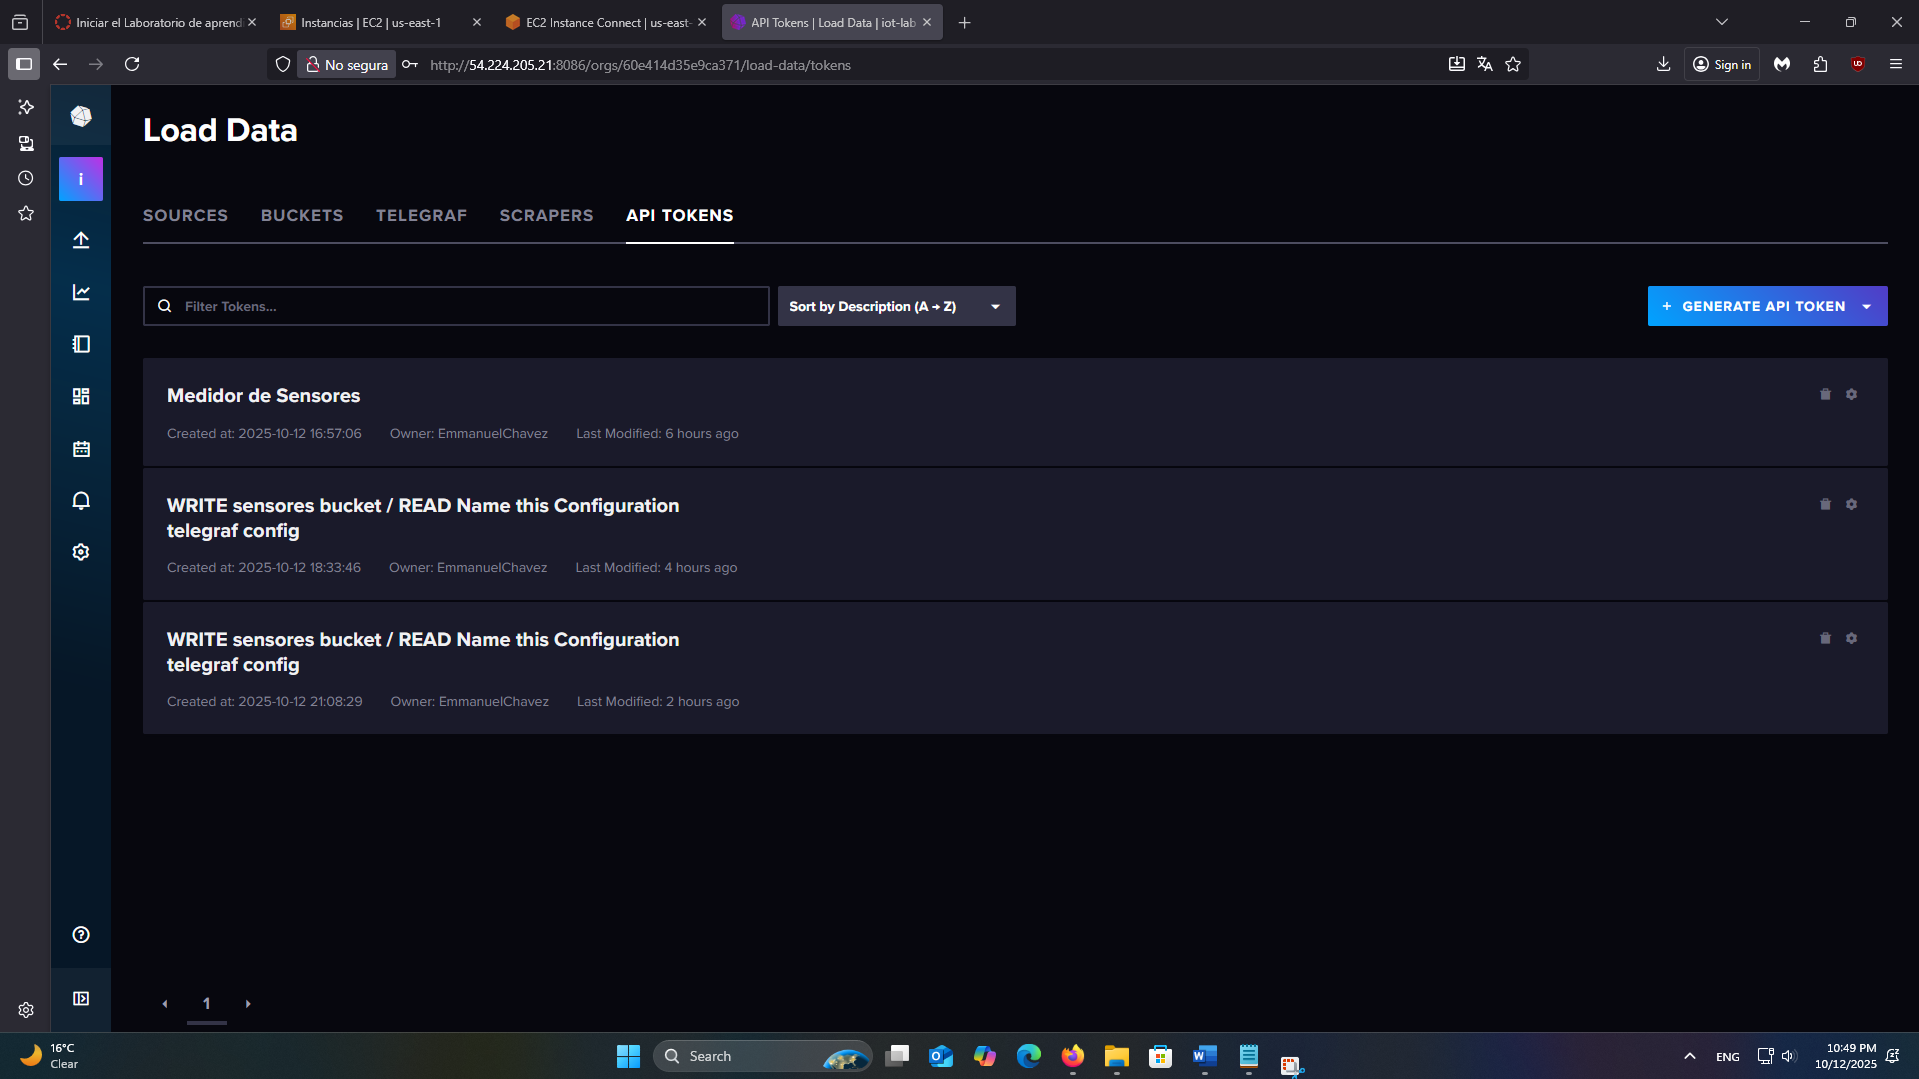 Iniciar el Laboratorio de aprend
Instancias | EC2 | us-east-1
EC2 Instance Connect | us-east-
API Tokens | Load Data | iot-lab
No segura
http://54.224.205.21:8086/orgs/60e414d35e9ca371/load-data/tokens
Sign in
Load Data
SOURCES
BUCKETS
TELEGRAF
SCRAPERS
API TOKENS
Filter Tokens...
Sort by Description (A → Z)
+ GENERATE API TOKEN
Medidor de Sensores
Created at: 2025-10-12 16:57:06
Owner: EmmanuelChavez
Last Modified: 6 hours ago
WRITE sensores bucket / READ Name this Configuration
telegraf config
Created at: 2025-10-12 18:33:46
Owner: EmmanuelChavez
Last Modified: 4 hours ago
WRITE sensores bucket / READ Name this Configuration
telegraf config
Created at: 2025-10-12 21:08:29
Owner: EmmanuelChavez
Last Modified: 2 hours ago
1
16°C
Clear
Search
ENG
10:49 PM
10/12/2025